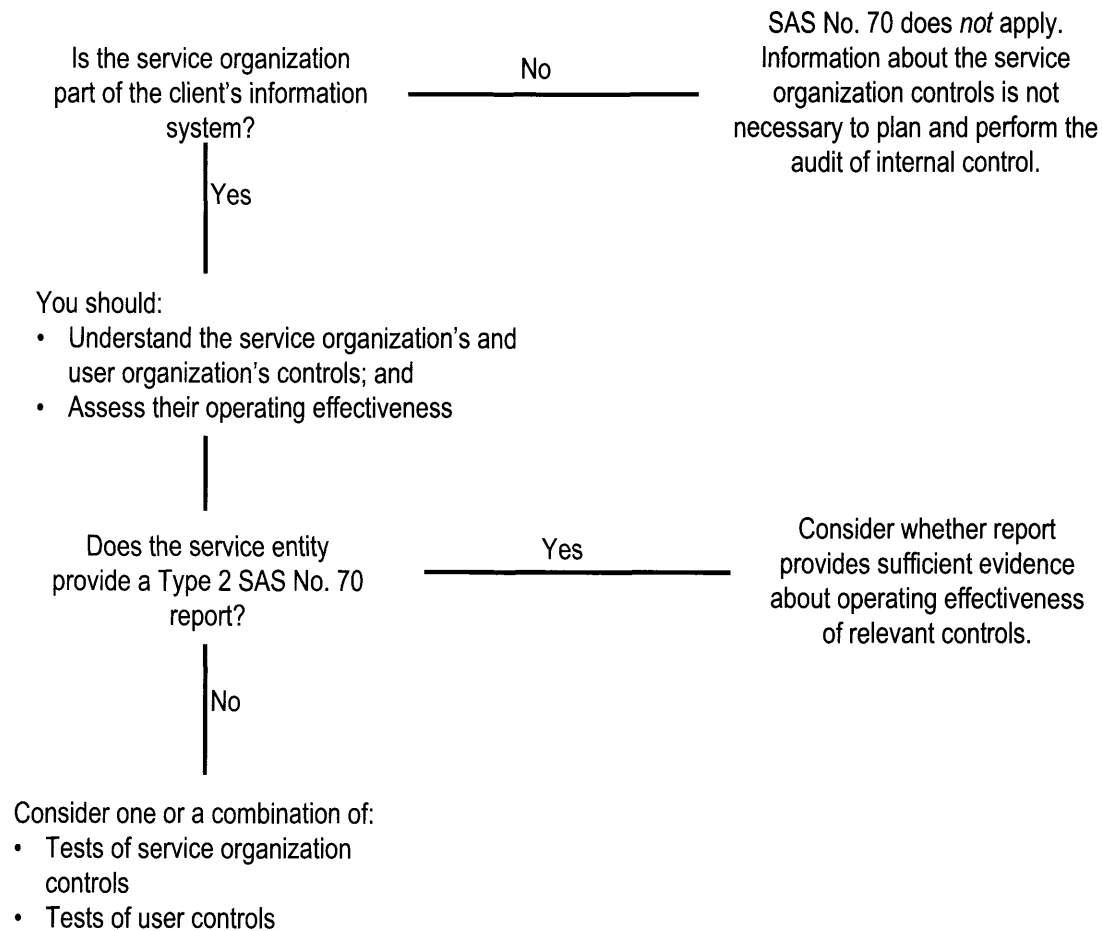 Is the service organization
part of the client's information
system?
No
SAS No. 70 does not apply.
Information about the service
organization controls is not
necessary to plan and perform the
audit of internal control.
Yes
You should:
• Understand the service organization's and
user organization's controls; and
• Assess their operating effectiveness
Does the service entity
provide a Type 2 SAS No. 70
report?
Yes
Consider whether report
provides sufficient evidence
about operating effectiveness
of relevant controls.
No
Consider one or a combination of:
• Tests of service organization
controls
• Tests of user controls